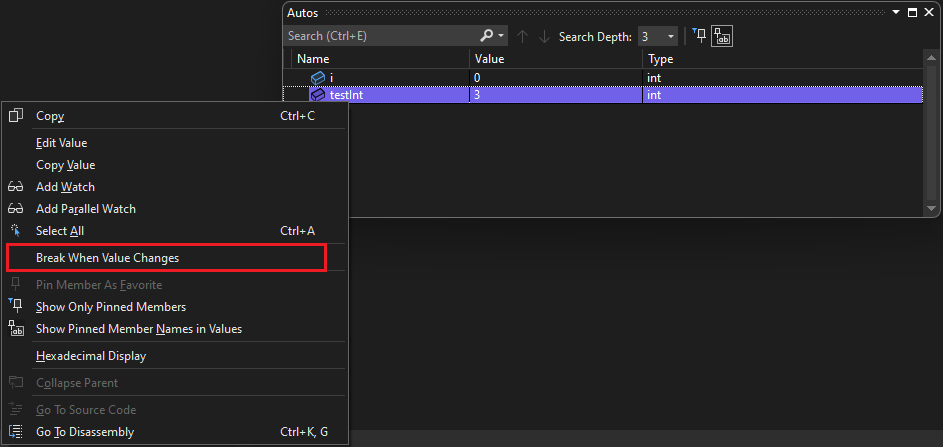 Autos
Search (Ctrl+E)
Search Depth: 3
Name Value Type
i 0 int
testInt 3 int
Copy Ctrl+C
Edit Value
Copy Value
Add Watch
Add Parallel Watch
Select All Ctrl+A
Break When Value Changes
Pin Member As Favorite
Show Only Pinned Members
ab Show Pinned Member Names in Values
Hexadecimal Display
Collapse Parent
Go To Source Code
Go To Disassembly Ctrl+K, G